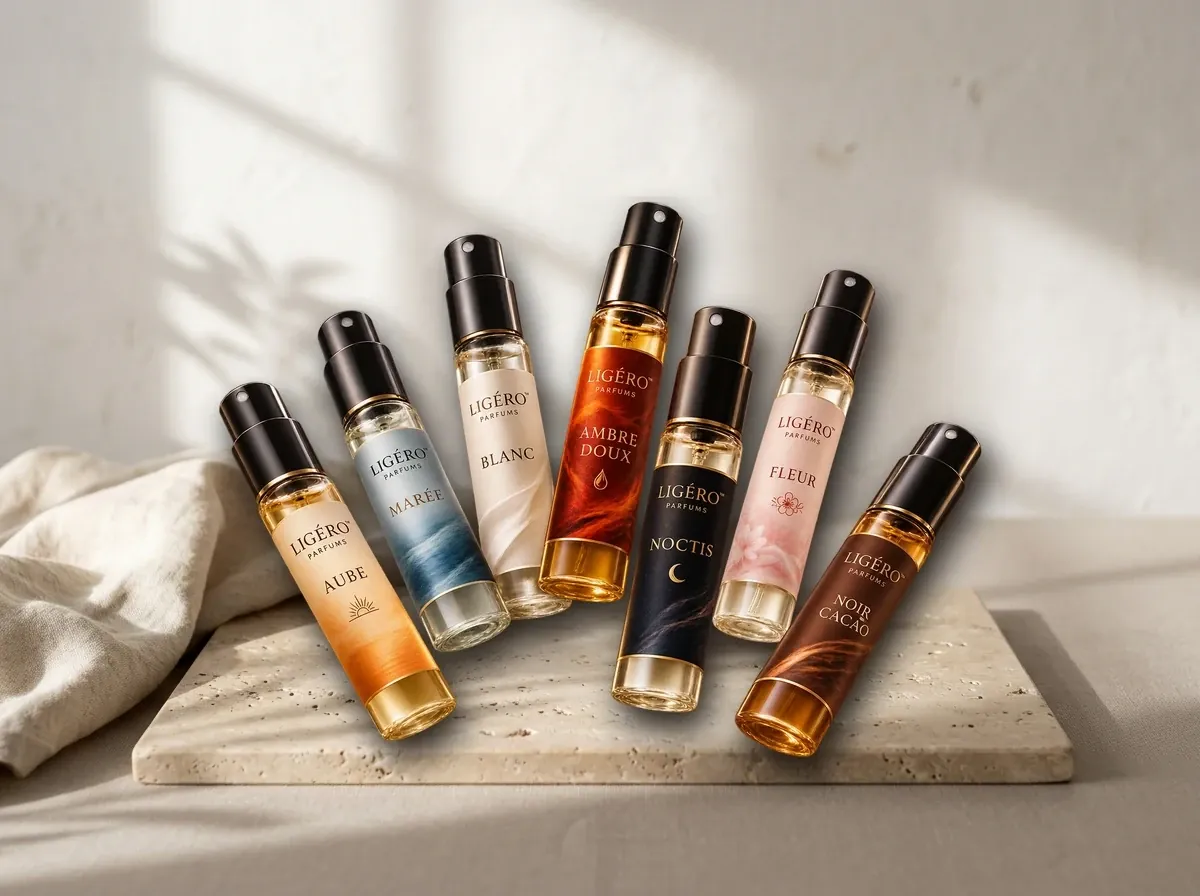 LIGÉRO™
PARFUMS
AUBE
LIGÉRO™
PARFUMS
MARÉE
LIGÉRO™
PARFUMS
BLANC
LIGÉRO™
PARFUMS
AMBRE
DOUX
LIGÉRO™
PARFUMS
NOCTIS
LIGÉRO™
PARFUMS
FLEUR
LIGÉRO™
PARFUMS
NOIR
CACAO